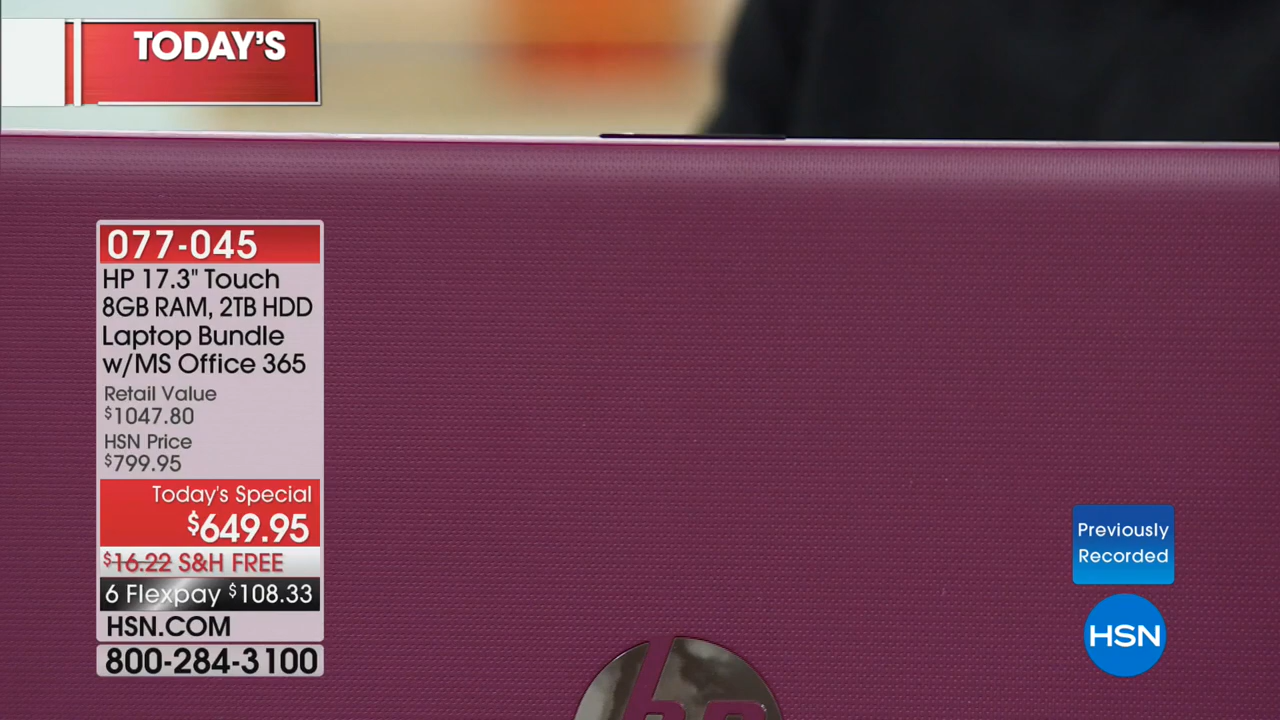 TODAY'S
077-045
HP 17.3" Touch
8GB RAM, 2TB HDD
Laptop Bundle
w/MS Office 365
Retail Value
$1047.80
HSN Price
$799.95
Today's Special
$649.95
$16.22 S&H FREE
6 Flexpay $108.33
HSN.COM
800-284-3100
Previously
Recorded
HSN
hp